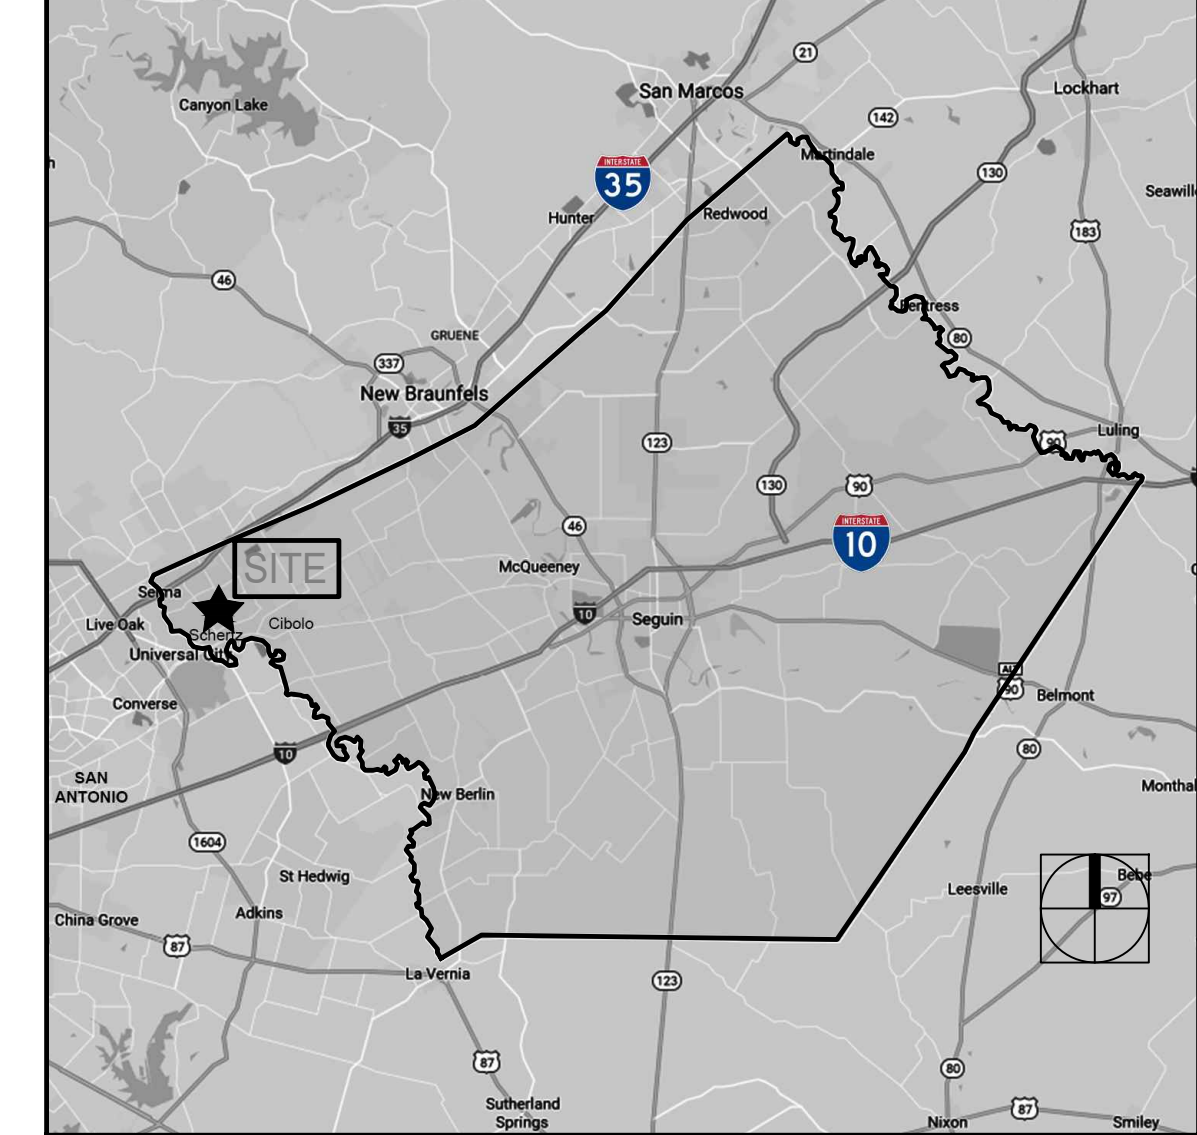 21
San Marcos
Lockhart
Canyon Lake
142
Martindale
INTERSTATE
35
130
Redwood
Hunter
183
46
Fentress
GRUENE
80
337
New Braunfels
35
Luling
123
90
130
90
46
INTERSTATE
10
SITE
McQueeney
Selma
10
Seguin
Live Oak
Cibolo
Schertz
Universal City
ALT
90
Belmont
Converse
80
10
SAN
ANTONIO
New Berlin
1604
St Hedwig
Bebe
Leesville
97
China Grove
Adkins
87
La Vernia
123
87
80
Sutherland
Springs
87
Nixon
Smiley